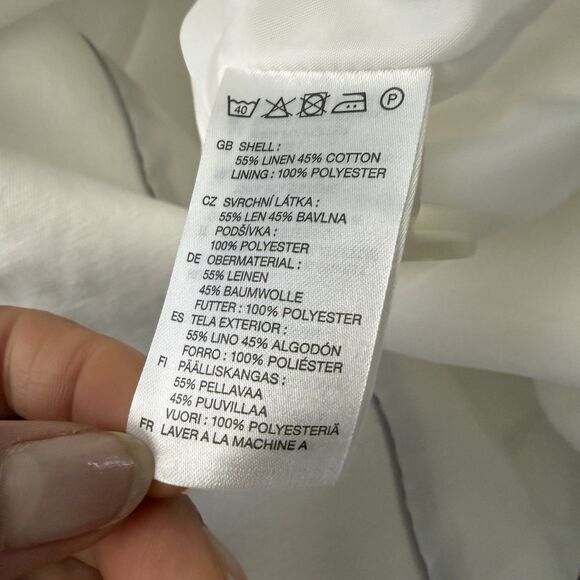 40 P
GB SHELL :
55% LINEN 45% COTTON
LINING : 100% POLYESTER
CZ SVRCHNÍ LÁTKA :
55% LEN 45% BAVLNA
PODŠÍVKA :
100% POLYESTER
DE OBERMATERIAL :
55% LEINEN
45% BAUMWOLLE
FUTTER : 100% POLYESTER
ES TELA EXTERIOR :
55% LINO 45% ALGODÓN
FORRO : 100% POLIÉSTER
FI PÄÄLLISKANGAS :
55% PELLAVAA
45% PUUVILLAA
VUORI : 100% POLYESTERIÄ
FR LAVER A LA MACHINE A